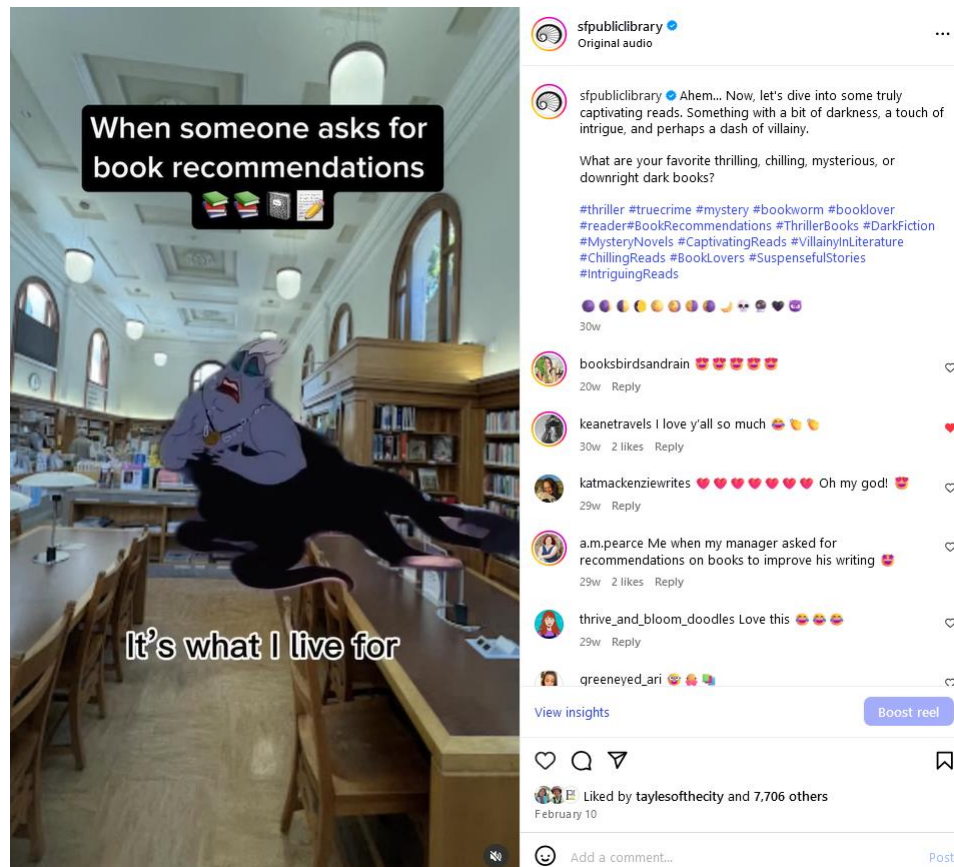 When someone asks for
book recommendations
It's what I live for
sfpubliclibrary
Original audio
sfpubliclibrary Ahem... Now, let's dive into some truly
captivating reads. Something with a bit of darkness, a touch of
intrigue, and perhaps a dash of villainy.
What are your favorite thrilling, chilling, mysterious, or
downright dark books?
#thriller #truecrime #mystery #bookworm #booklover
#reader#BookRecommendations #ThrillerBooks #DarkFiction
#MysteryNovels #CaptivatingReads #VillainyInLiterature
#ChillingReads #BookLovers #SuspensefulStories
#IntriguingReads
30w
booksbirdsandrain
20w Reply
keanetravels I love y'all so much
30w 2 likes Reply
katmackenziewrites Oh my god!
29w Reply
a.m.pearce Me when my manager asked for
recommendations on books to improve his writing
29w 2 likes Reply
thrive_and_bloom_doodles Love this
29w Reply
greeneyed_ari
View insights
Boost reel
Liked by taylesofthecity and 7,706 others
February 10
Add a comment...
Post